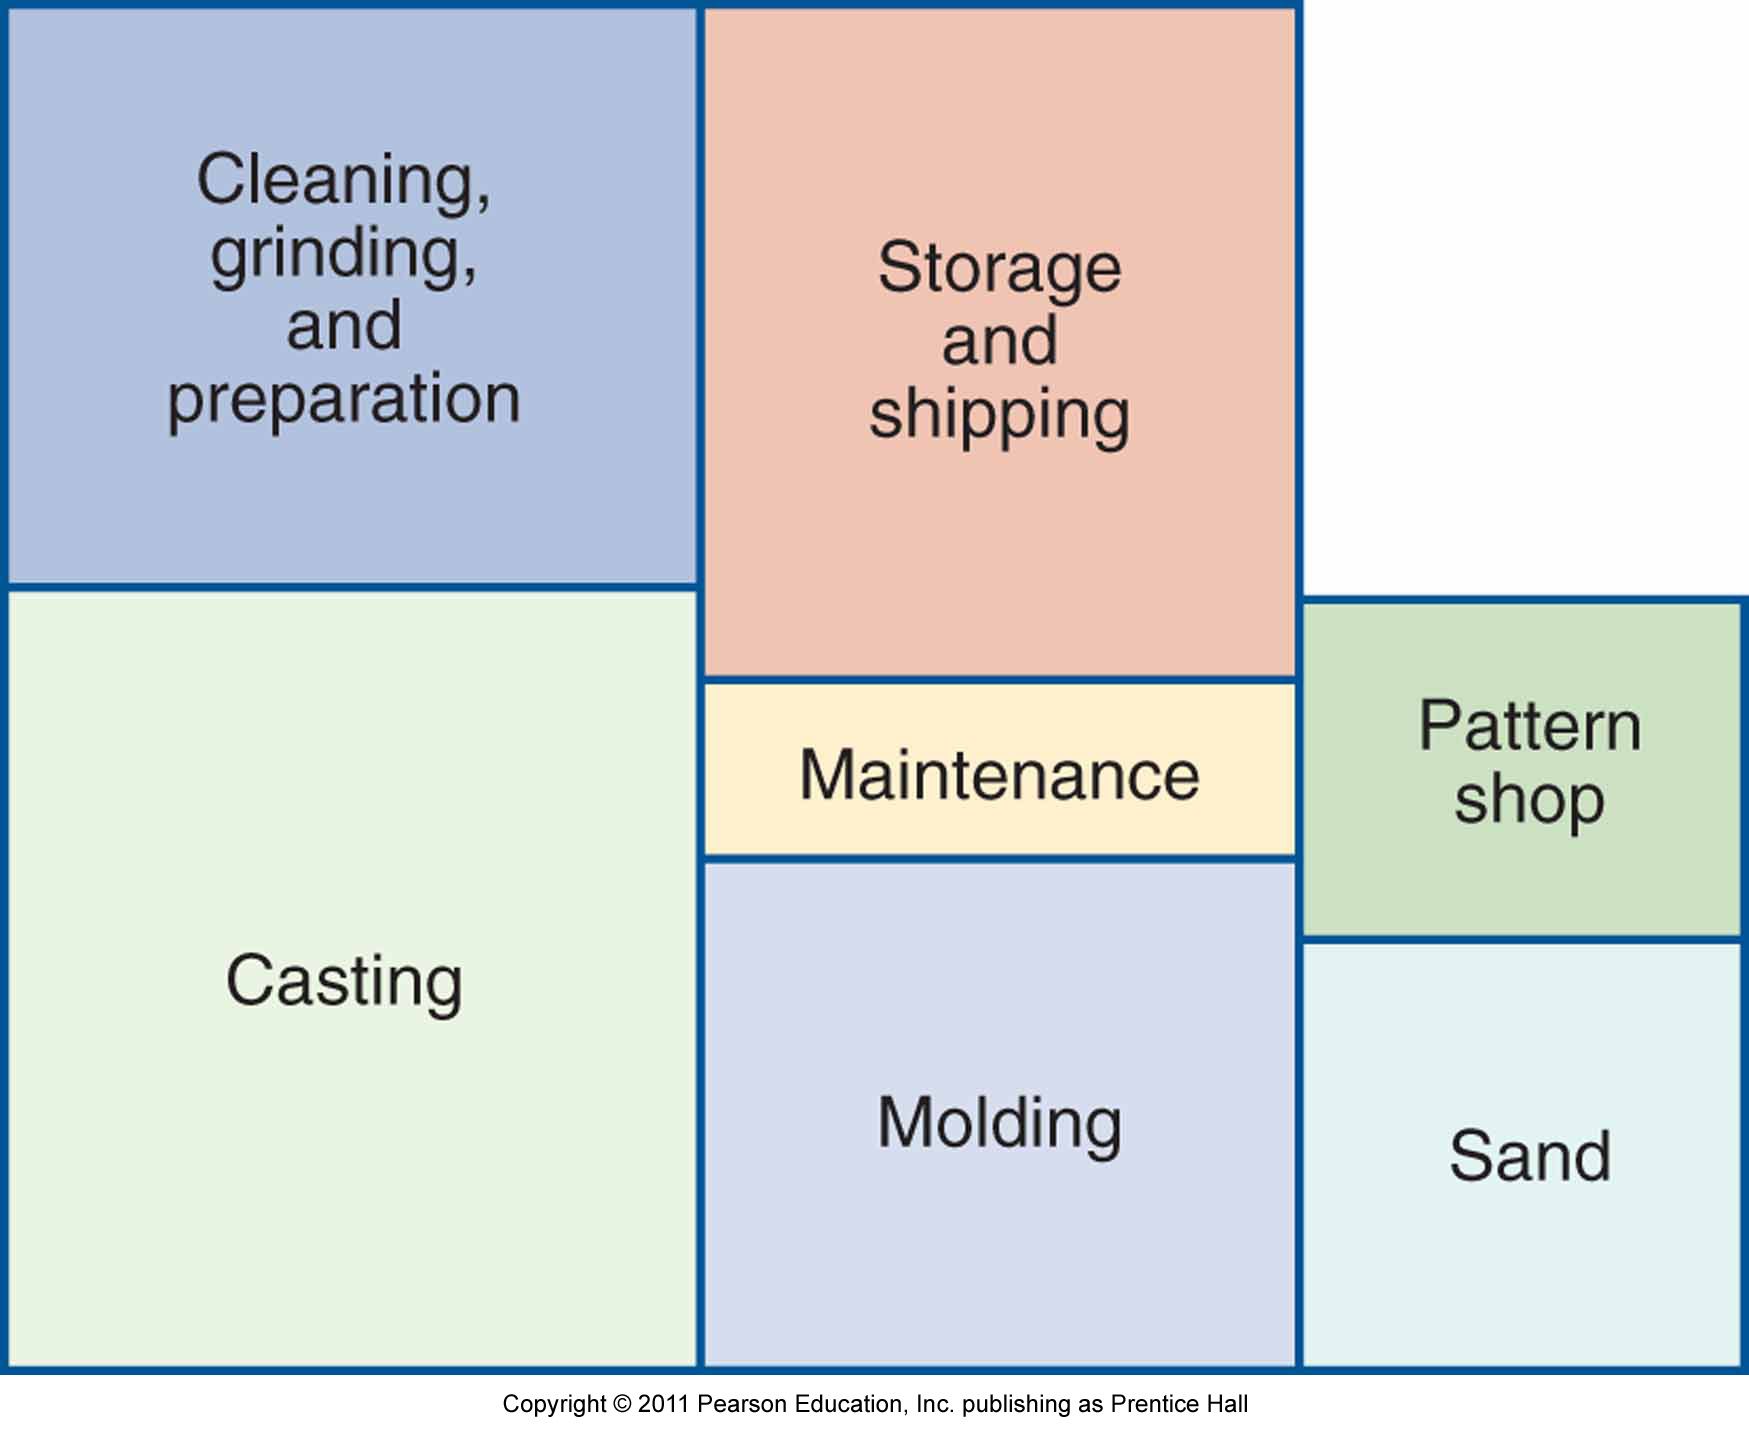 Cleaning,
grinding,
and
preparation
Storage
and
shipping
Maintenance
Pattern
shop
Casting
Molding
Sand
Copyright © 2011 Pearson Education, Inc. publishing as Prentice Hall